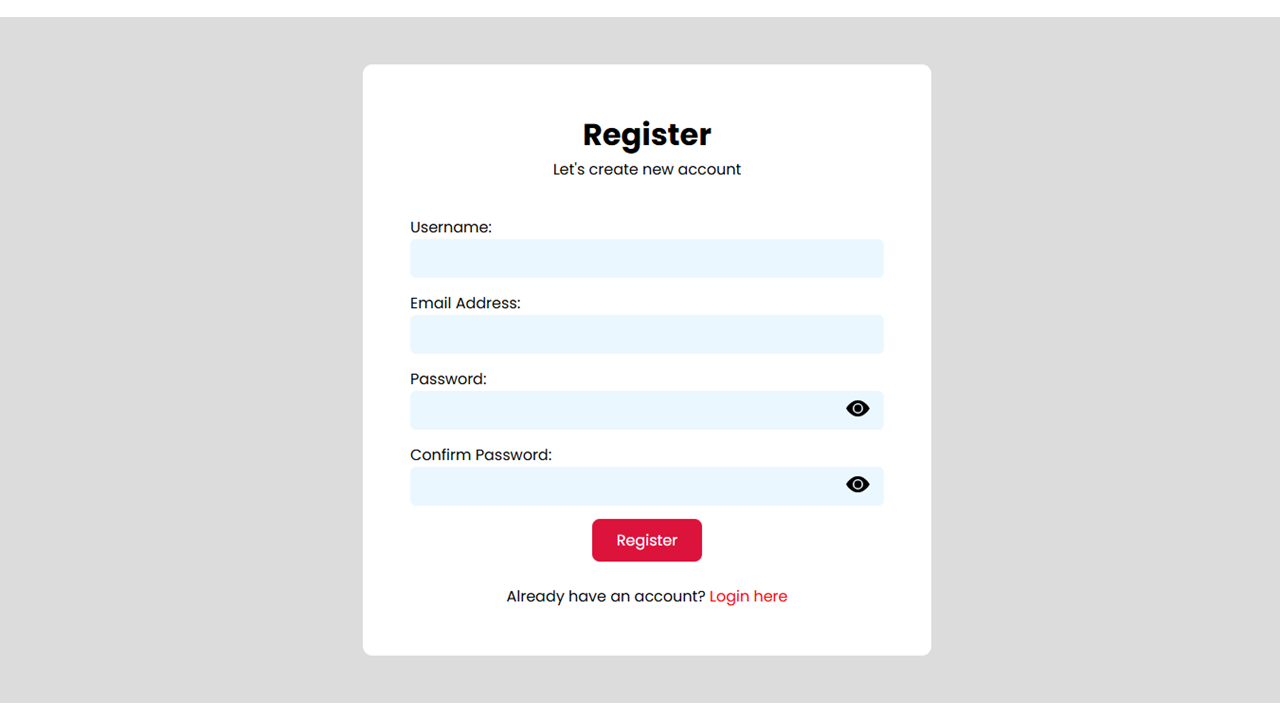 Register
Let's create new account
Username:
Email Address:
Password:
Confirm Password:
Register
Already have an account? Login here